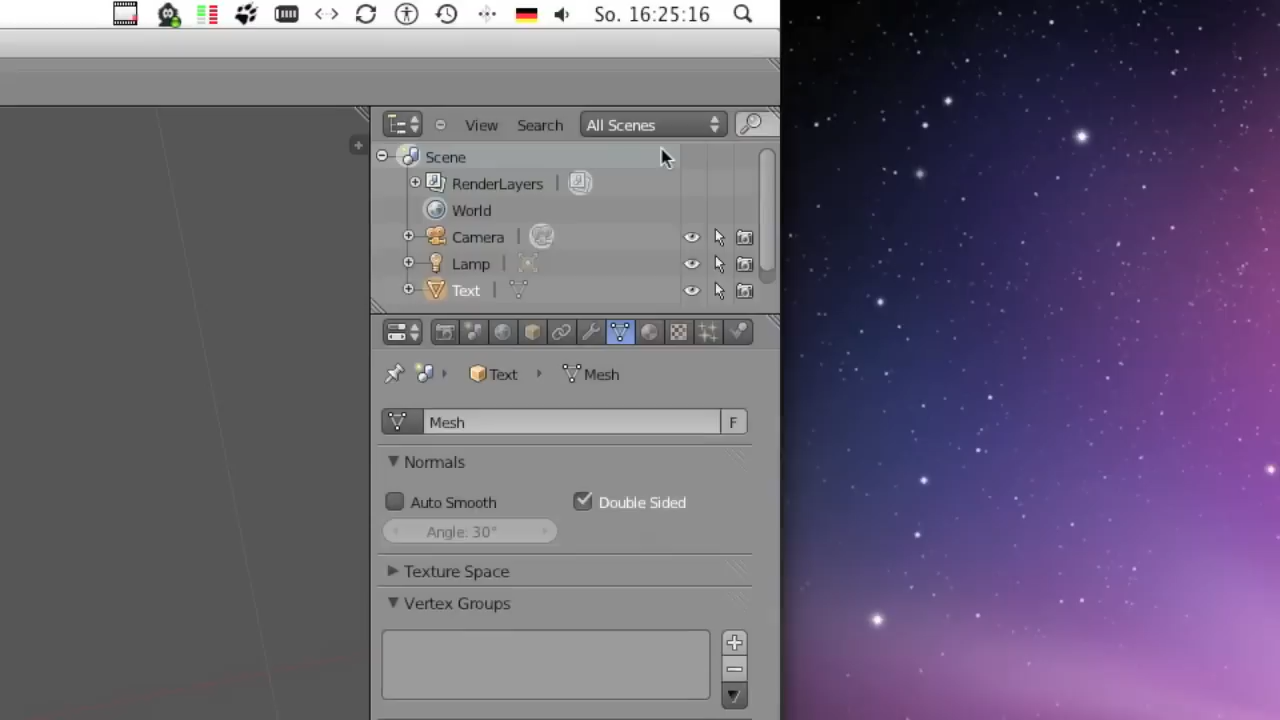 So. 16:25:16
View Search All Scenes
Scene
RenderLayers
World
Camera
Lamp
Text
Text Mesh
Mesh F
Normals
Auto Smooth Double Sided
Angle: 30°
Texture Space
Vertex Groups